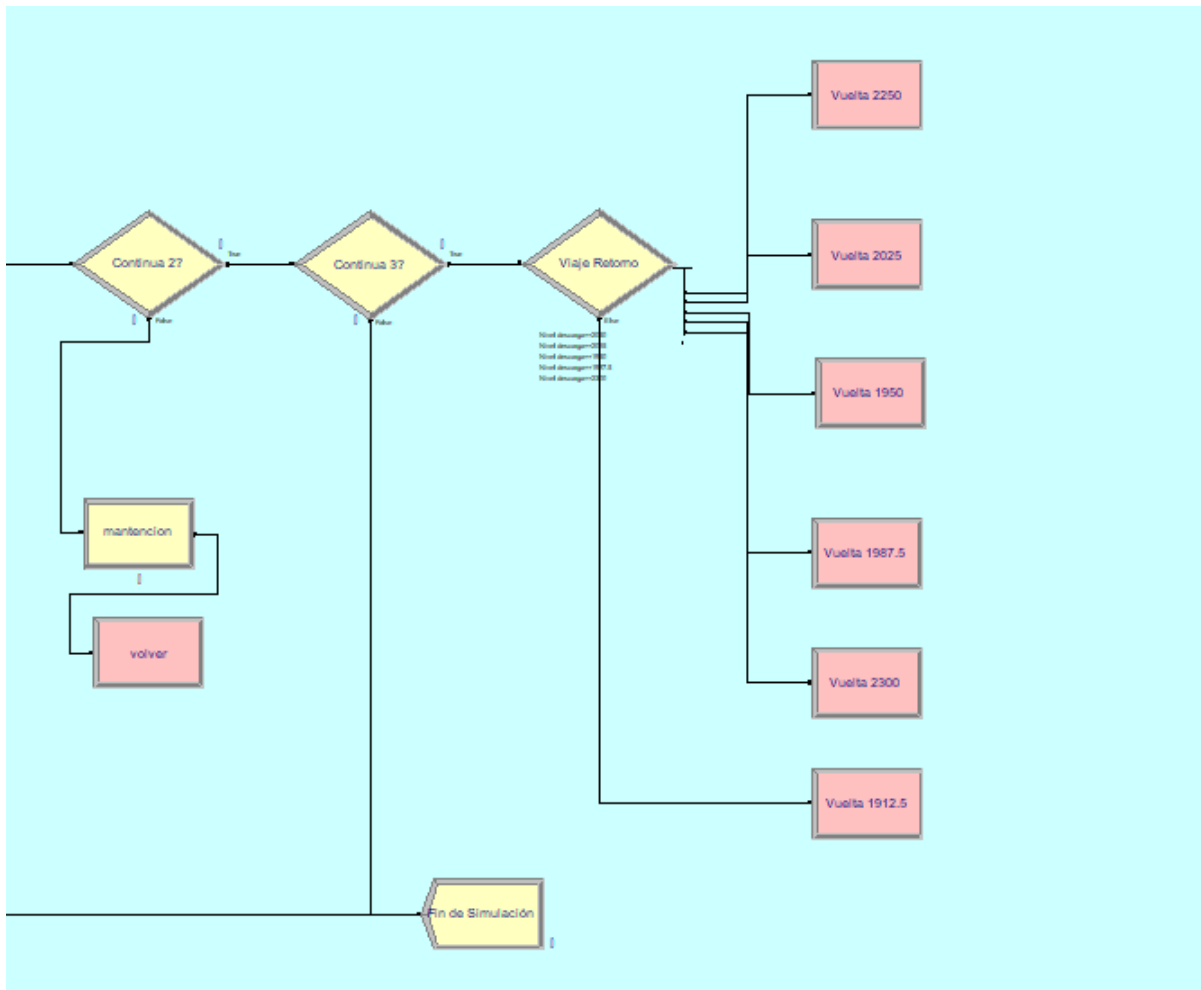 Vuelta 2250
Continua 2?
True
False
Continua 3?
True
False
Viaje Retorno
Else
Vuelta 2025
Vuelta 1950
mantencion
Vuelta 1987.5
volver
Vuelta 2300
Vuelta 1912.5
Fin de Simulación